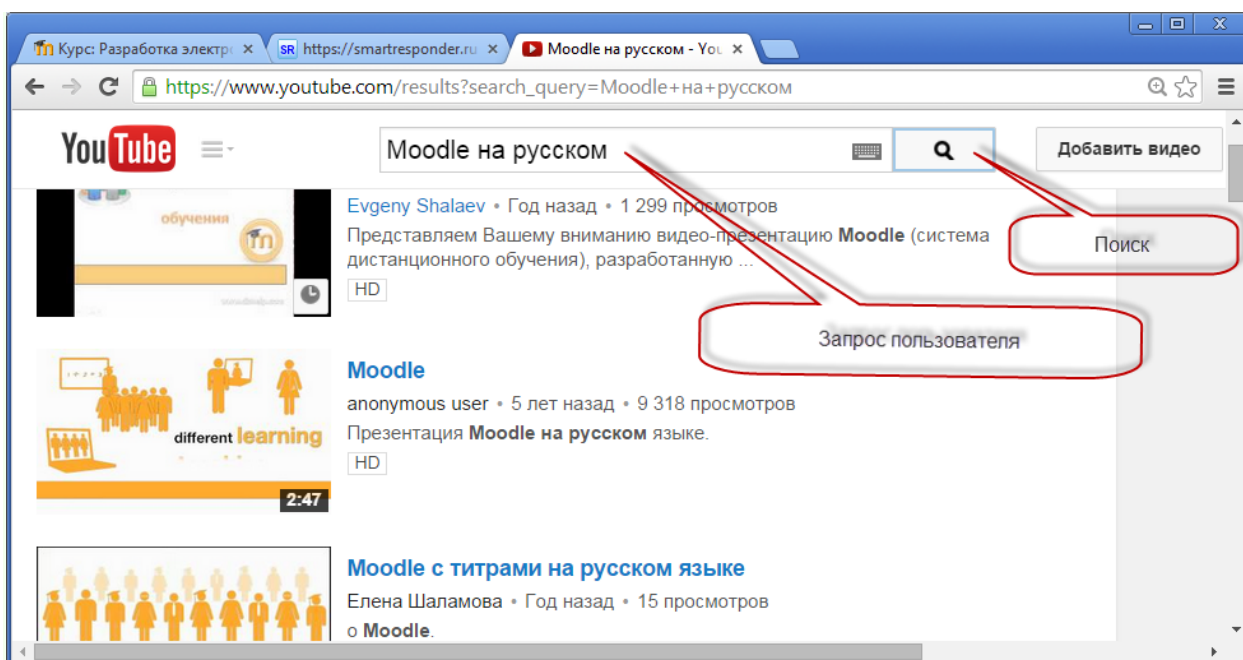 Курс: Разработка электро
SR https://smartresponder.ru
Moodle на русском - You
https://www.youtube.com/results?search_query=Moodle+на+русском
YouTube
Moodle на русском
Добавить видео
обучения
Evgeny Shalaev • Год назад • 1 299 просмотров
Представляем Вашему вниманию видео-презентацию Moodle (система
дистанционного обучения), разработанную ...
HD
Поиск
Запрос пользователя
different learning
2:47
Moodle
anonymous user • 5 лет назад • 9 318 просмотров
Презентация Moodle на русском языке.
HD
Moodle с титрами на русском языке
Елена Шаламова • Год назад • 15 просмотров
о Moodle.